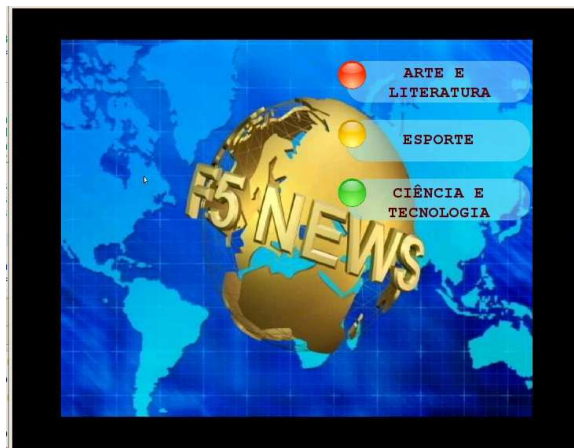 ARTE E
LITERATURA
ESPORTE
CIÊNCIA E
TECNOLOGIA
F5 NEWS